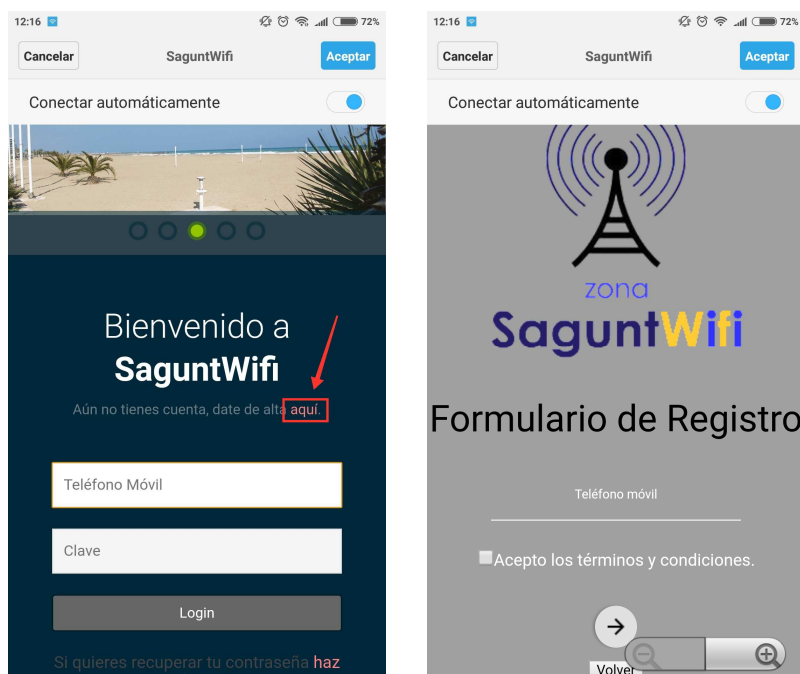 12:16
72%
Cancelar
SaguntWifi
Aceptar
Conectar automáticamente
Bienvenido a
SaguntWifi
Aún no tienes cuenta, date de alta aquí.
Teléfono Móvil
Clave
Login
Si quieres recuperar tu contraseña haz
12:16
72%
Cancelar
SaguntWifi
Aceptar
Conectar automáticamente
zona
SaguntWifi
Formulario de Registro
Teléfono móvil
Acepto los términos y condiciones.
Volver